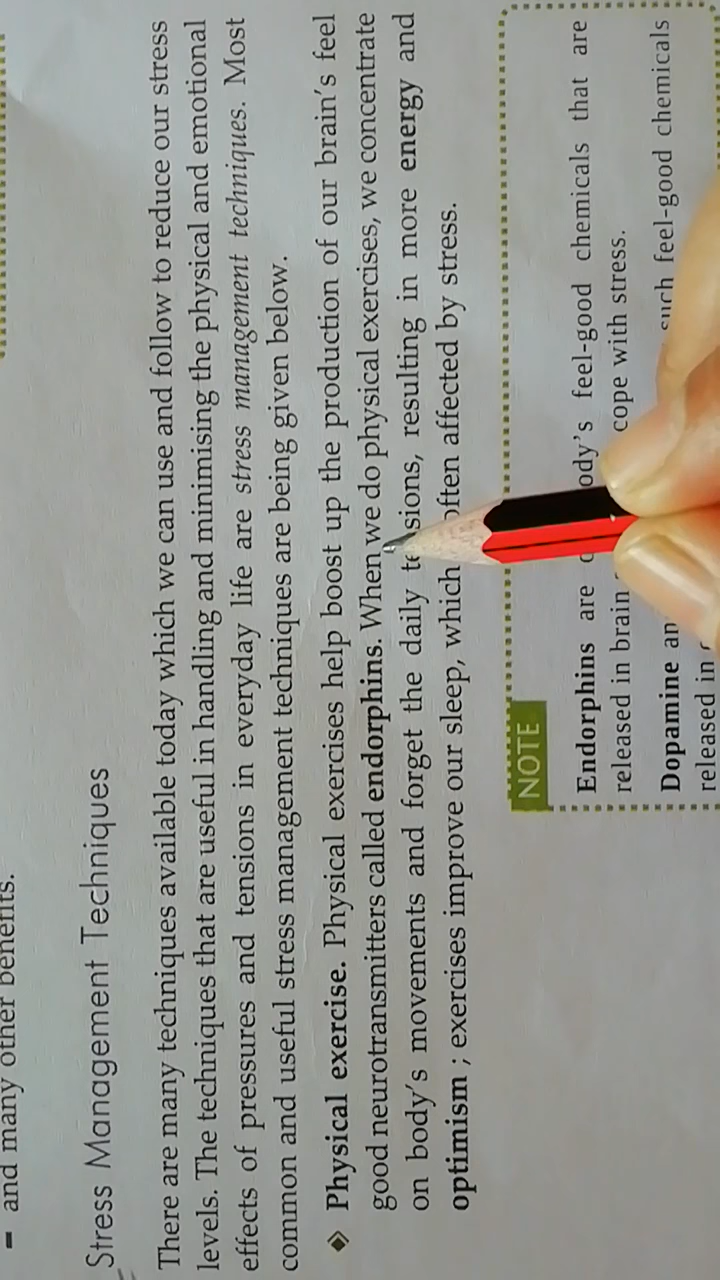 – and many other benefits.
Stress Management Techniques
There are many techniques available today which we can use and follow to reduce our stress
levels. The techniques that are useful in handling and minimising the physical and emotional
effects of pressures and tensions in everyday life are stress management techniques. Most
common and useful stress management techniques are being given below.
Physical exercise. Physical exercises help boost up the production of our brain's feel
good neurotransmitters called endorphins. When we do physical exercises, we concentrate
on body's movements and forget the daily tensions, resulting in more energy and
optimism ; exercises improve our sleep, which often affected by stress.
NOTE
Endorphins are body's feel-good chemicals that are
released in brain cope with stress.
Dopamine such feel-good chemicals
released in